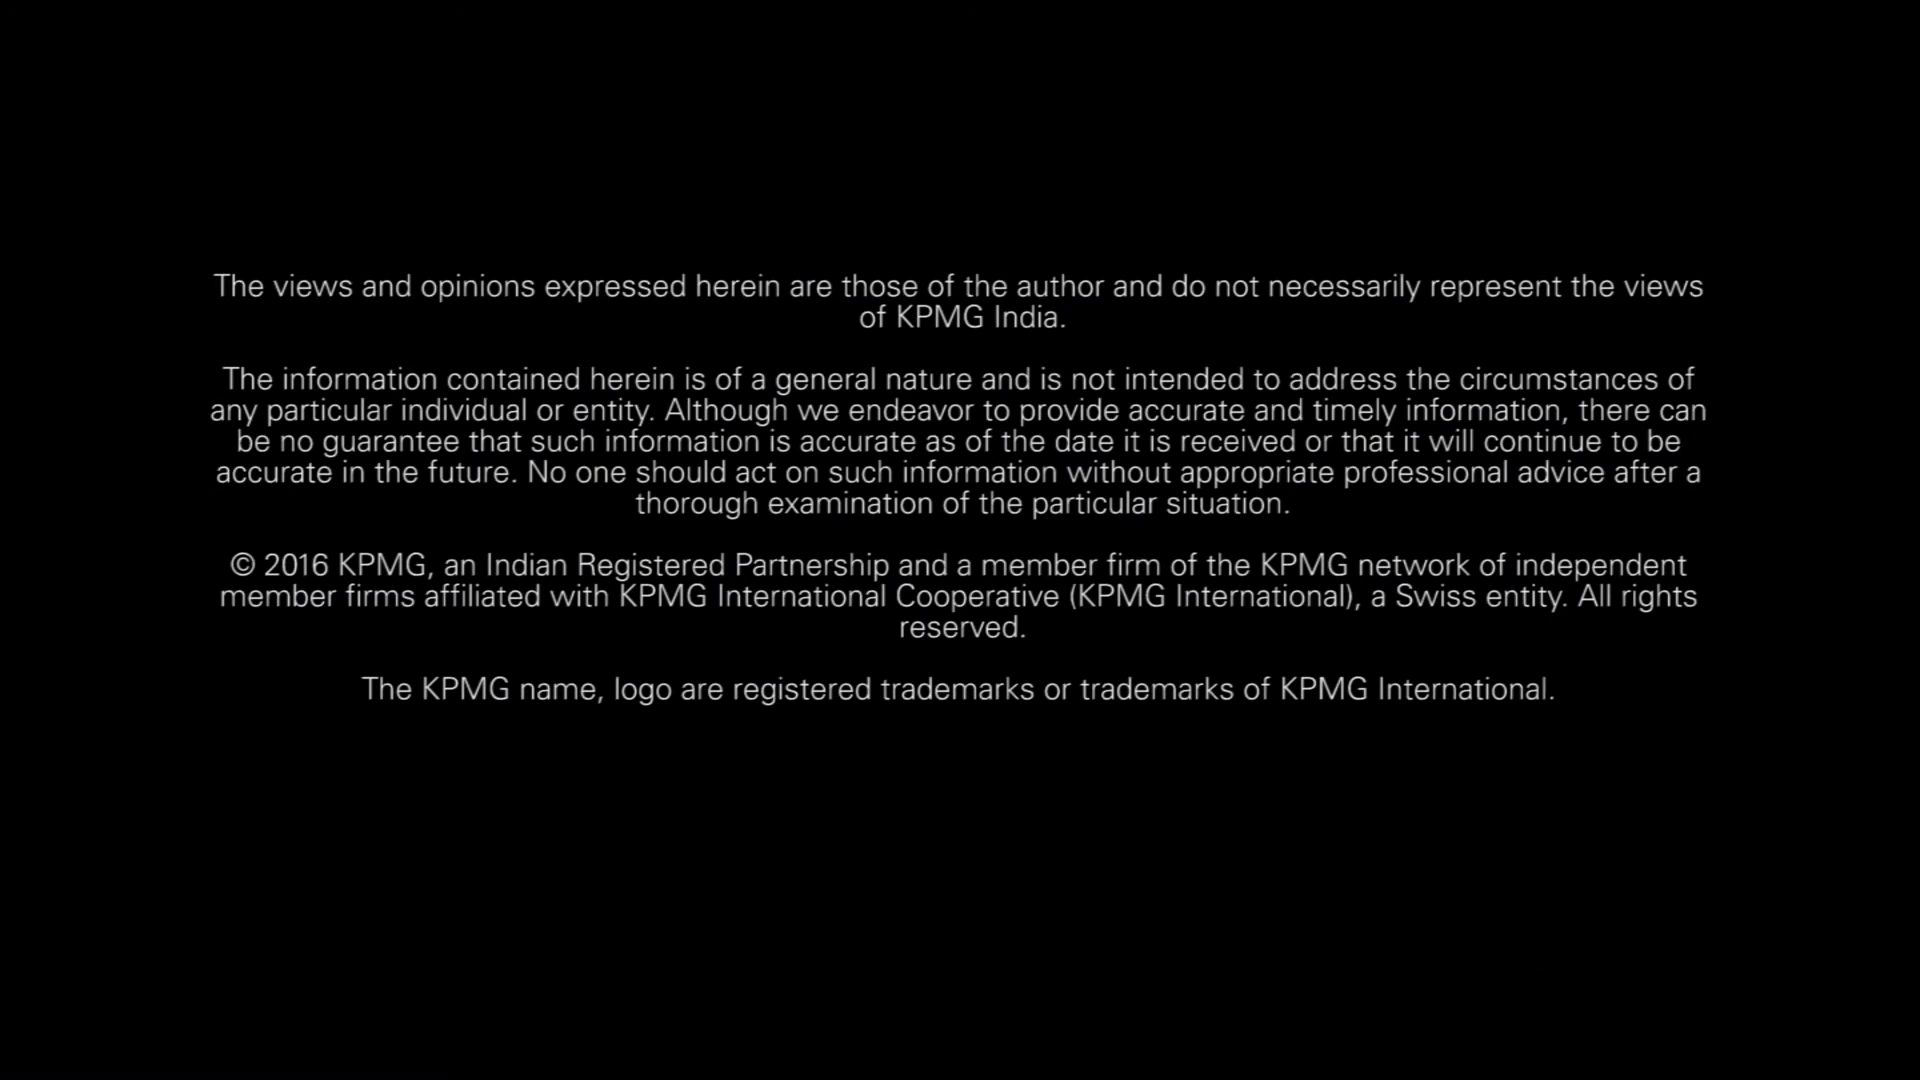 The views and opinions expressed herein are those of the author and do not necessarily represent the views
of KPMG India.
The information contained herein is of a general nature and is not intended to address the circumstances of
any particular individual or entity. Although we endeavor to provide accurate and timely information, there can
be no guarantee that such information is accurate as of the date it is received or that it will continue to be
accurate in the future. No one should act on such information without appropriate professional advice after a
thorough examination of the particular situation.
© 2016 KPMG, an Indian Registered Partnership and a member firm of the KPMG network of independent
member firms affiliated with KPMG International Cooperative (KPMG International), a Swiss entity. All rights
reserved.
The KPMG name, logo are registered trademarks or trademarks of KPMG International.